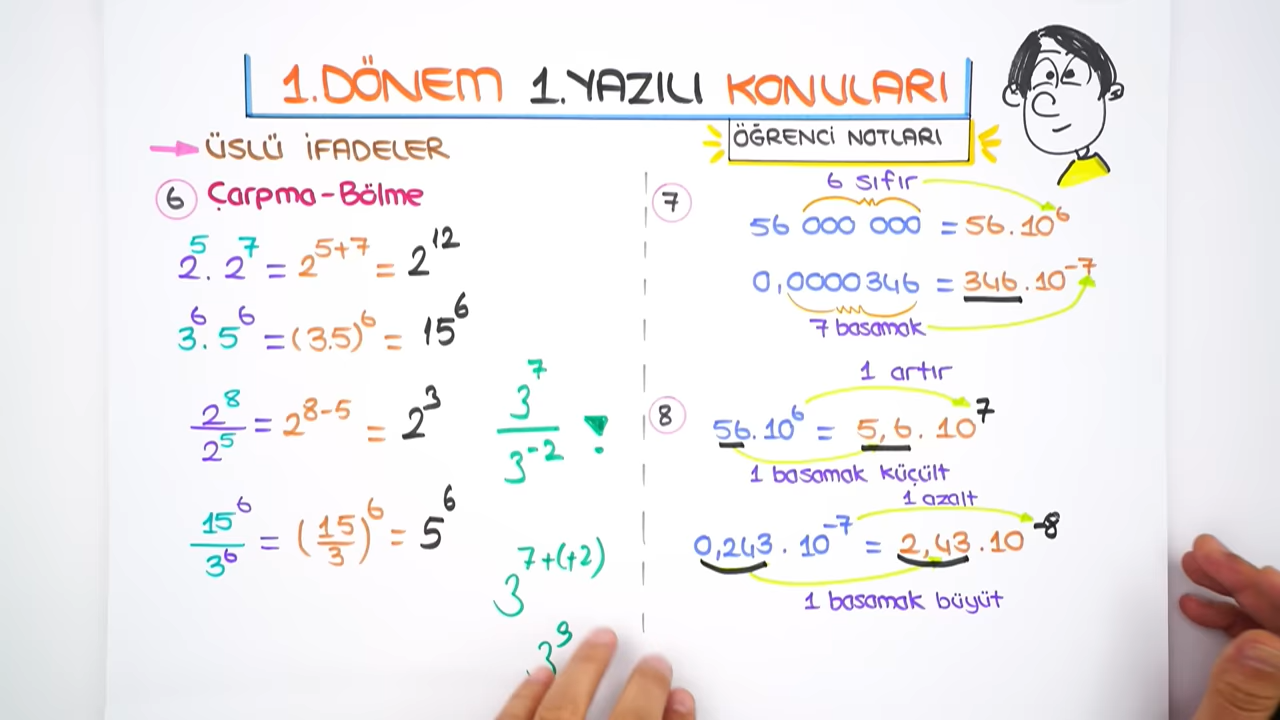 1.DÖNEM 1.YAZILI KONULARI
ÖĞRENCİ NOTLARI
ÜSLÜ İFADELER
6 Çarpma-Bölme
2⁵.2⁷ = 2⁵⁺⁷ = 2¹²
3⁶.5⁶ = (3.5)⁶ = 15⁶
2⁸/2⁵ = 2⁸⁻⁵ = 2³
15⁶/3⁶ = (15/3)⁶ = 5⁶
3⁷/3⁻² !
3⁷⁺⁽⁺²⁾
3⁹
7
6 sıfır
56 000 000 = 56.10⁶
0,0000346 = 346.10⁻⁷
7 basamak
1 artır
8
56.10⁶ = 5,6.10⁷
1 basamak küçült
1 azalt
0,243.10⁻⁷ = 2,43.10⁻⁸
1 basamak büyüt